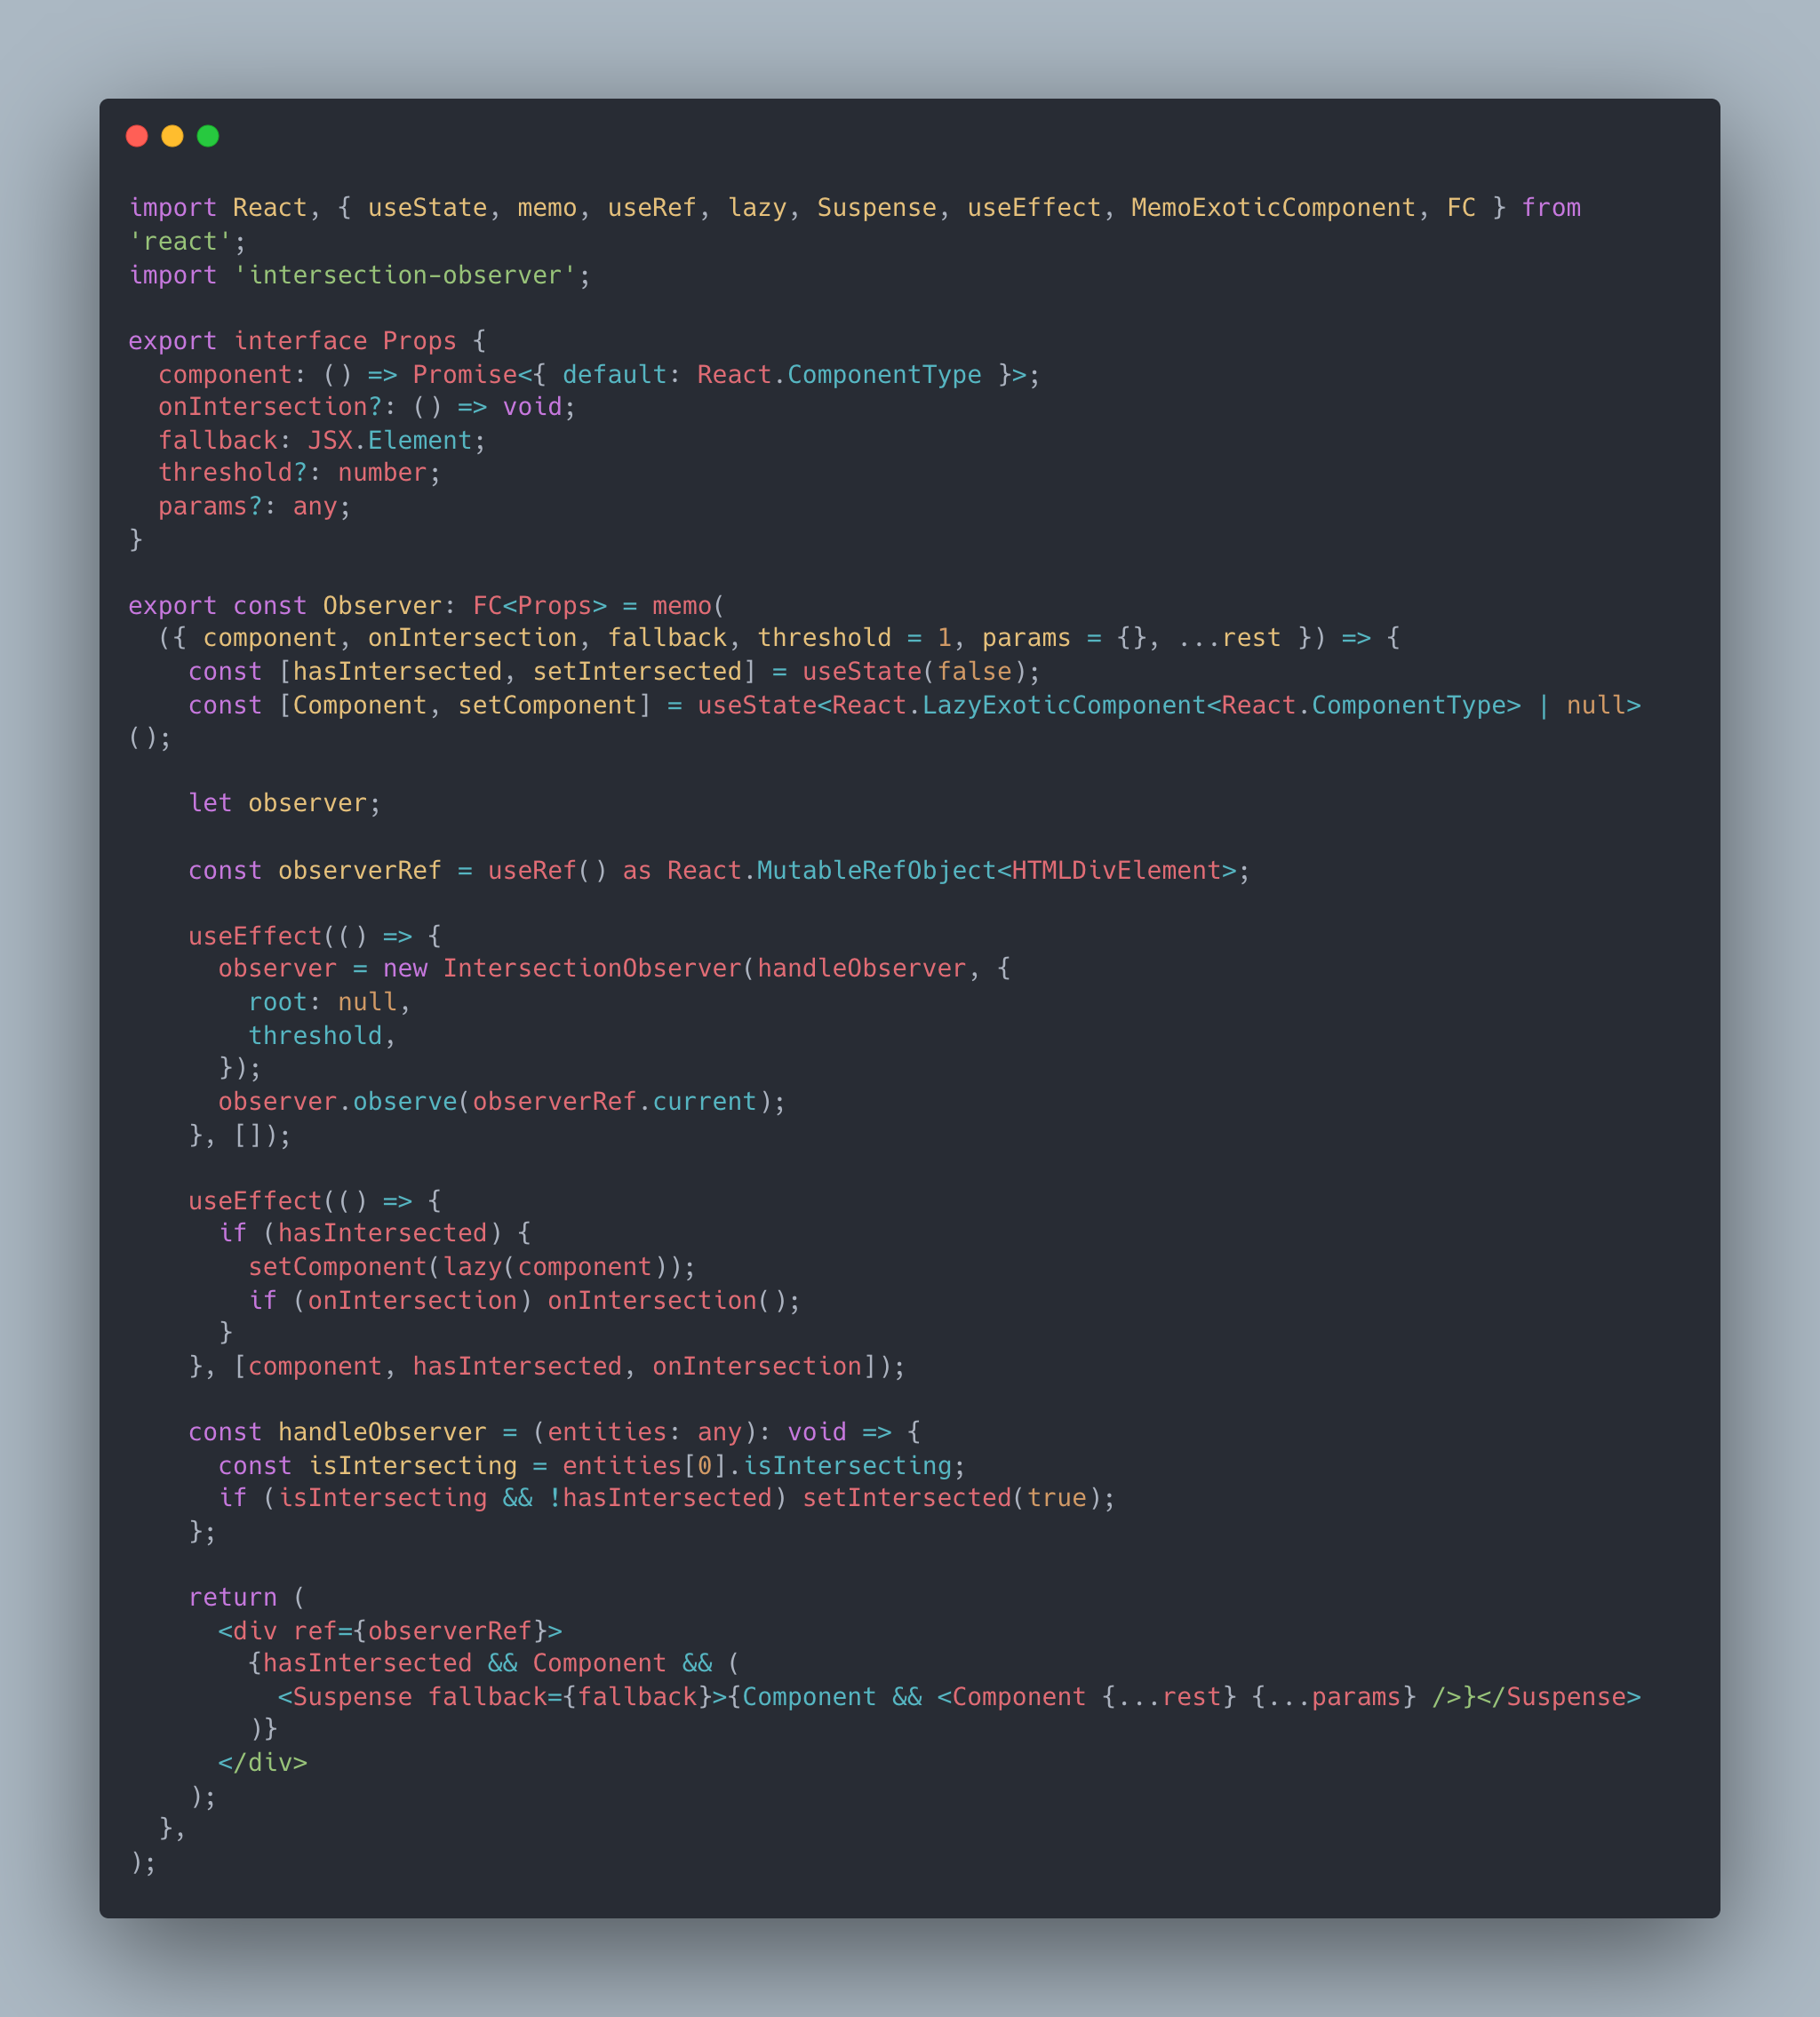 import React, { useState, memo, useRef, lazy, Suspense, useEffect, MemoExoticComponent, FC } from
'react';
import 'intersection-observer';

export interface Props {
  component: () => Promise<{ default: React.ComponentType }>;
  onIntersection?: () => void;
  fallback: JSX.Element;
  threshold?: number;
  params?: any;
}

export const Observer: FC<Props> = memo(
  ({ component, onIntersection, fallback, threshold = 1, params = {}, ...rest }) => {
    const [hasIntersected, setIntersected] = useState(false);
    const [Component, setComponent] = useState<React.LazyExoticComponent<React.ComponentType> | null>
();

    let observer;

    const observerRef = useRef() as React.MutableRefObject<HTMLDivElement>;

    useEffect(() => {
      observer = new IntersectionObserver(handleObserver, {
        root: null,
        threshold,
      });
      observer.observe(observerRef.current);
    }, []);

    useEffect(() => {
      if (hasIntersected) {
        setComponent(lazy(component));
        if (onIntersection) onIntersection();
      }
    }, [component, hasIntersected, onIntersection]);

    const handleObserver = (entities: any): void => {
      const isIntersecting = entities[0].isIntersecting;
      if (isIntersecting && !hasIntersected) setIntersected(true);
    };

    return (
      <div ref={observerRef}>
        {hasIntersected && Component && (
          <Suspense fallback={fallback}>{Component && <Component {...rest} {...params} />}</Suspense>
        )}
      </div>
    );
  },
);